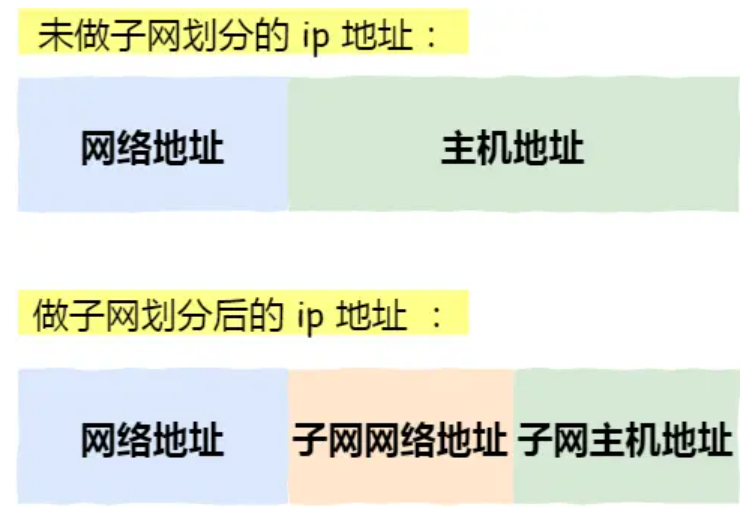 未做子网划分的 ip 地址：
网络地址 主机地址
做子网划分后的 ip 地址 ：
网络地址 子网网络地址 子网主机地址